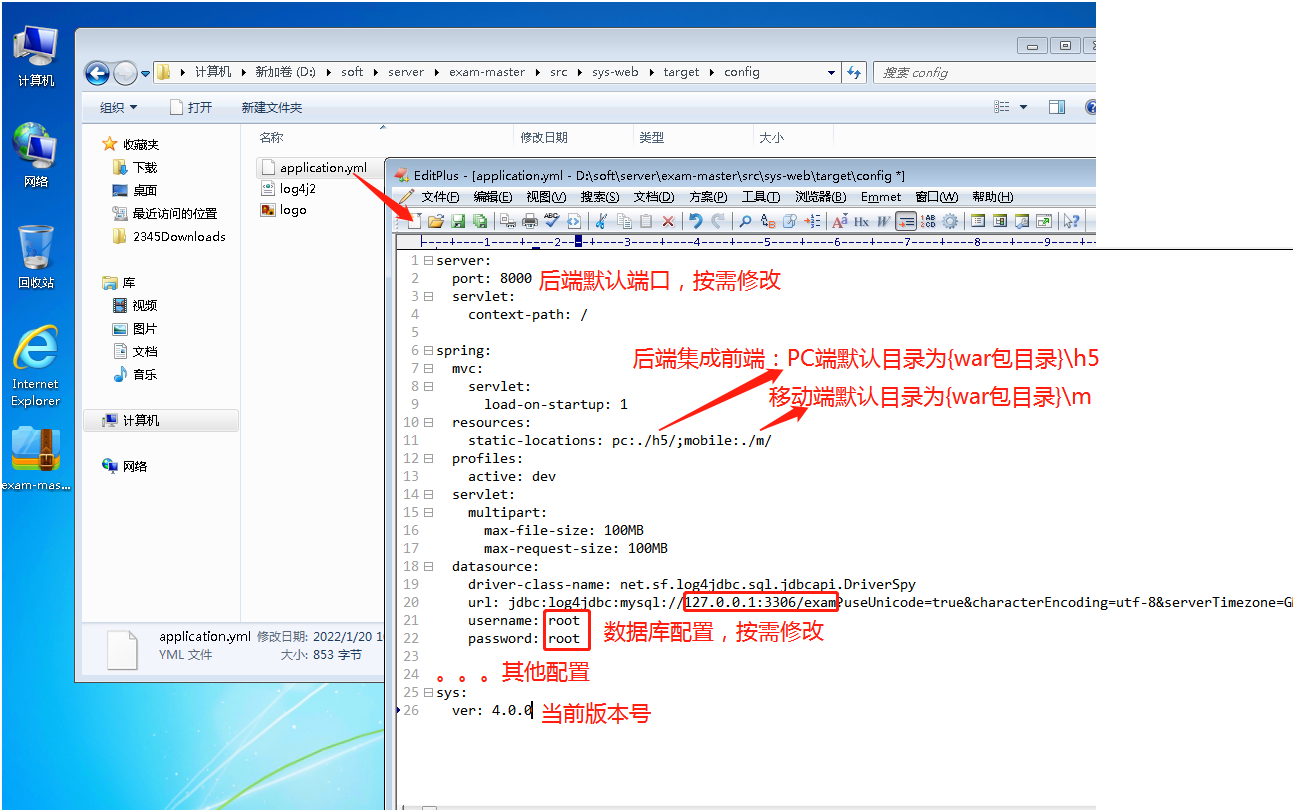 计算机
网络
回收站
Internet
Explorer
exam-mas...
计算机 新加卷 (D:) soft server exam-master src sys-web target config
搜索 config
组织 打开 新建文件夹
收藏夹
下载
桌面
最近访问的位置
2345Downloads
库
视频
图片
文档
音乐
计算机
网络
名称 修改日期 类型 大小
application.yml
log4j2
logo
application.yml 修改日期: 2022/1/20 10
YML 文件 大小: 853 字节
EditPlus - [application.yml - D:\soft\server\exam-master\src\sys-web\target\config *]
文件(F) 编辑(E) 视图(V) 搜索(S) 文档(D) 方案(P) 工具(T) 浏览器(B) Emmet 窗口(W) 帮助(H)
----+----1----+----2----+----3----+----4----+----5----+----6----+----7----+----8----+----9----+--
1 server:
2 port: 8000 后端默认端口，按需修改
3 servlet:
4 context-path: /
5
6 spring:
后端集成前端：PC端默认目录为{war包目录}\h5
7 mvc:
8 servlet:
移动端默认目录为{war包目录}\m
9 load-on-startup: 1
10 resources:
11 static-locations: pc:./h5/;mobile:./m/
12 profiles:
13 active: dev
14 servlet:
15 multipart:
16 max-file-size: 100MB
17 max-request-size: 100MB
18 datasource:
19 driver-class-name: net.sf.log4jdbc.sql.jdbcapi.DriverSpy
20 url: jdbc:log4jdbc:mysql://127.0.0.1:3306/exam?useUnicode=true&characterEncoding=utf-8&serverTimezone=G
21 username: root
22 password: root 数据库配置，按需修改
23
24 。。。其他配置
25 sys:
26 ver: 4.0.0 当前版本号